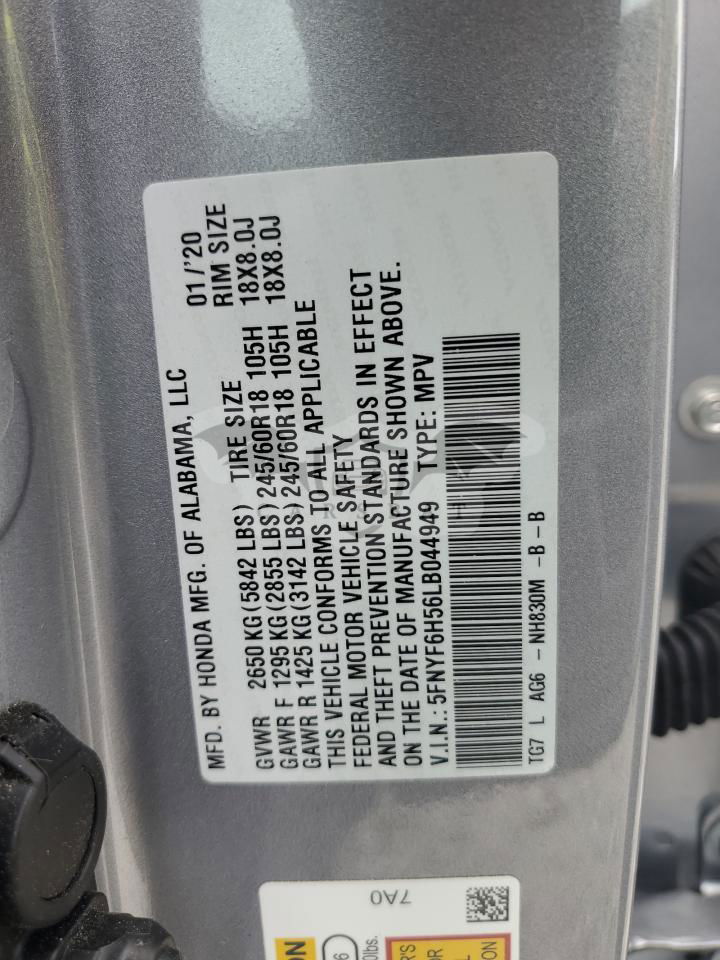 MFD. BY HONDA MFG. OF ALABAMA, LLC 01/'20
GVWR 2650 KG (5842 LBS) TIRE SIZE RIM SIZE
GAWR F 1295 KG (2855 LBS) 245/60R18 105H 18X8.0J
GAWR R 1425 KG (3142 LBS) 245/60R18 105H 18X8.0J
THIS VEHICLE CONFORMS TO ALL APPLICABLE
FEDERAL MOTOR VEHICLE SAFETY
AND THEFT PREVENTION STANDARDS IN EFFECT
ON THE DATE OF MANUFACTURE SHOWN ABOVE.
V.I.N.: 5FNYF6H56LB044949 TYPE: MPV
TG7 L AG6 - NH830M -B - B
7A0